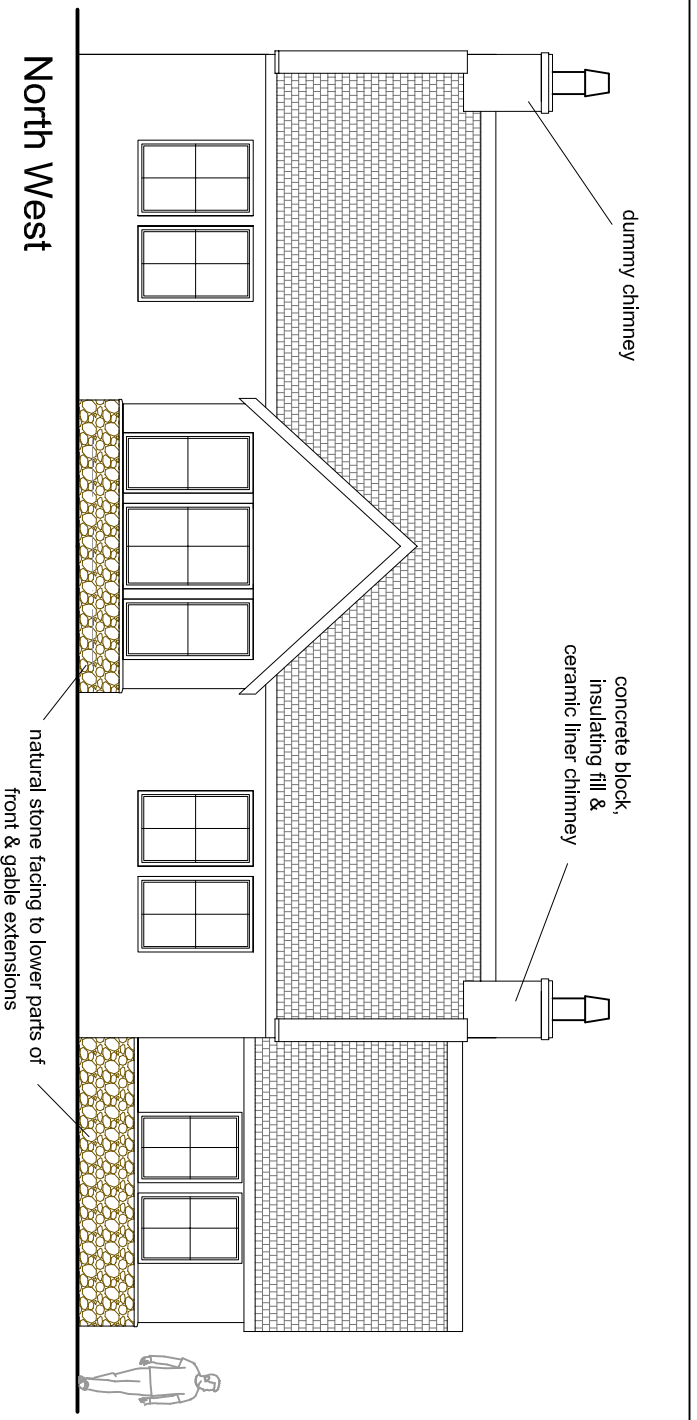 dummy chimney
concrete block,
insulating fill &
ceramic liner chimney
natural stone facing to lower parts of
front & gable extensions
North West